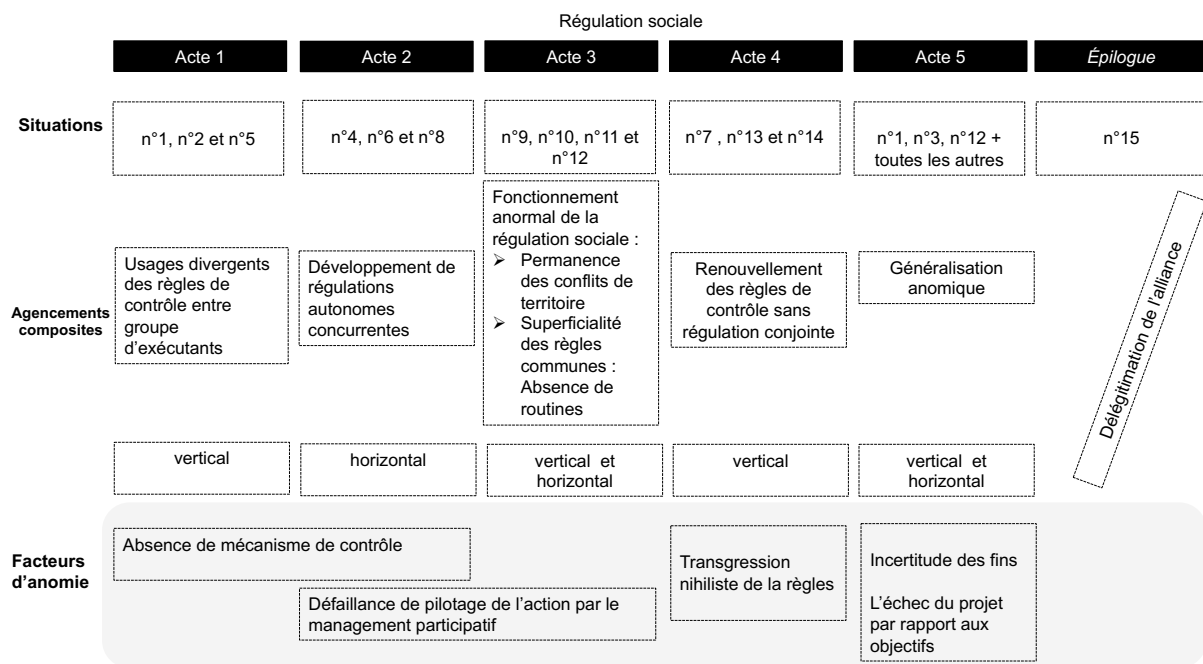 Régulation sociale
Acte 1
Acte 2
Acte 3
Acte 4
Acte 5
Épilogue
Situations
n°1, n°2 et n°5
n°4, n°6 et n°8
n°9, n°10, n°11 et
n°12
n°7 , n°13 et n°14
n°1, n°3, n°12 +
toutes les autres
n°15
Agencements
composites
Usages divergents
des règles de
contrôle entre
groupe
d’exécutants
Développement de
régulations
autonomes
concurrentes
Fonctionnement
anormal de la
régulation sociale :
➢ Permanence
des conflits de
territoire
➢ Superficialité
des règles
communes :
Absence de
routines
Renouvellement
des règles de
contrôle sans
régulation conjointe
Généralisation
anomique
Délégitimation de l’alliance
vertical
horizontal
vertical et
horizontal
vertical
vertical et
horizontal
Facteurs
d’anomie
Absence de mécanisme de contrôle
Défaillance de pilotage de l’action par le
management participatif
Transgression
nihiliste de la règles
Incertitude des fins
L’échec du projet
par rapport aux
objectifs